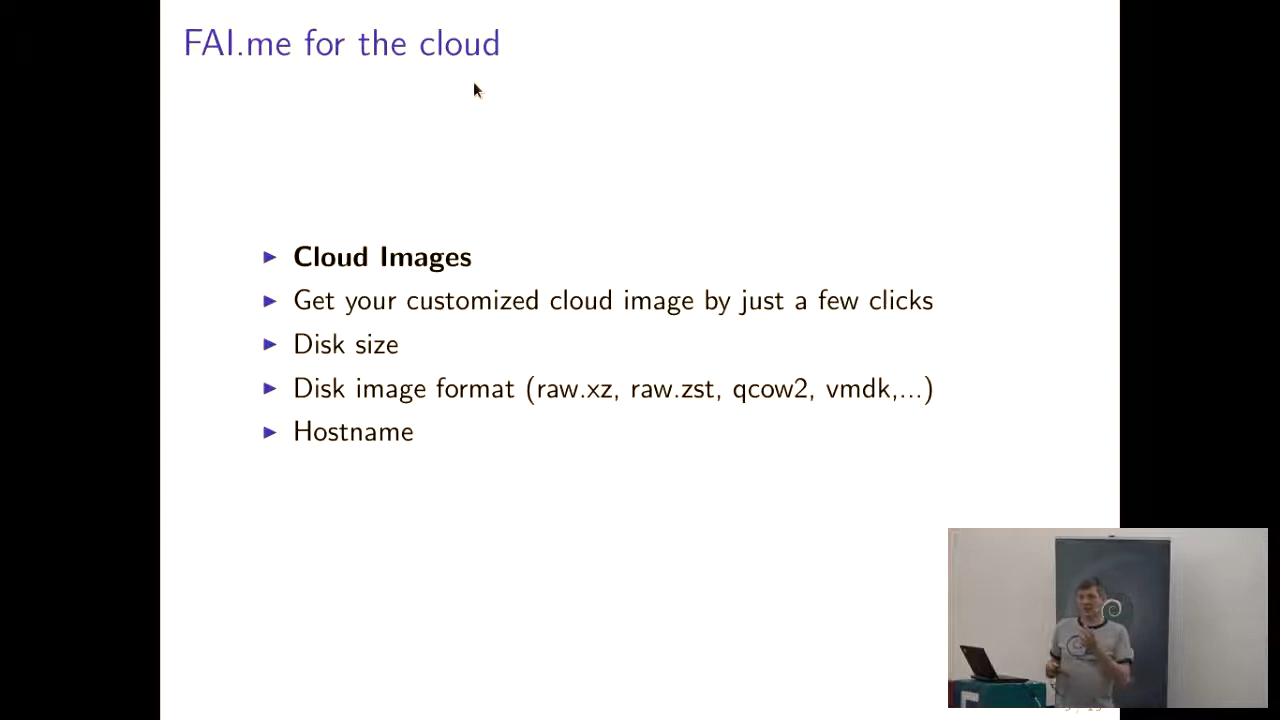 FAI.me for the cloud
Cloud Images
Get your customized cloud image by just a few clicks
Disk size
Disk image format (raw.xz, raw.zst, qcow2, vmdk,...)
Hostname